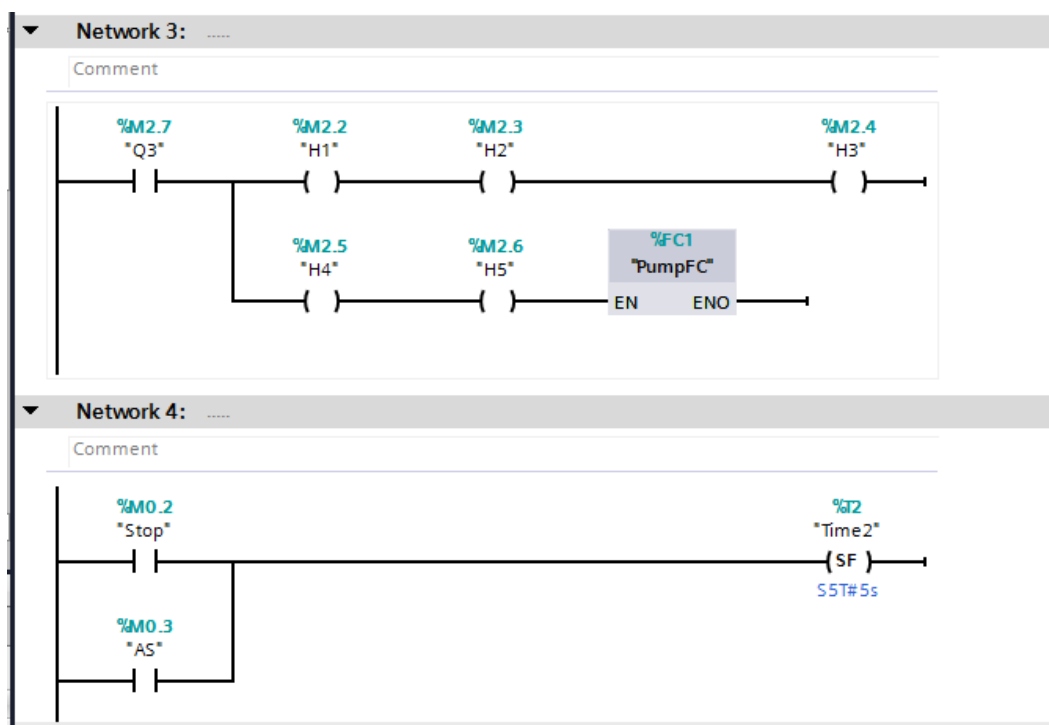 Network 3: .....
Comment
%M2.7 %M2.2 %M2.3 %M2.4
"Q3" "H1" "H2" "H3"
%M2.5 %M2.6 %FC1
"H4" "H5" "PumpFC"
EN ENO
Network 4: .....
Comment
%M0.2 %T2
"Stop" "Time2"
SF
S5T#5s
%M0.3
"AS"